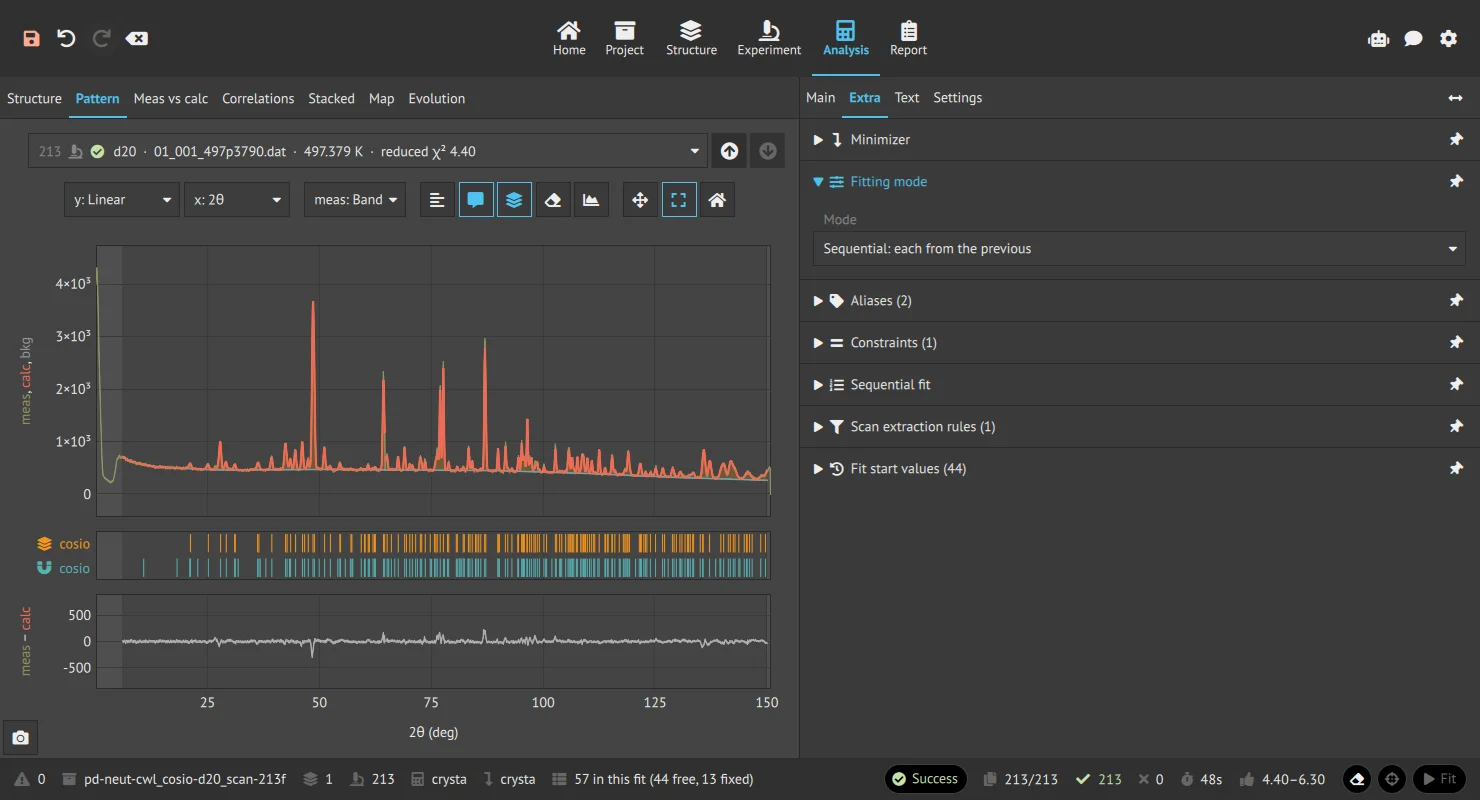 Home Project Structure Experiment Analysis Report
Structure Pattern Meas vs calc Correlations Stacked Map Evolution
Main Extra Text Settings
213 d20 · 01_001_497p3790.dat · 497.379 K · reduced χ² 4.40
y: Linear x: 2θ meas: Band
meas, calc, bkg
4×10³
3×10³
2×10³
1×10³
0
cosio
cosio
meas − calc
500
0
-500
25 50 75 100 125 150
2θ (deg)
Minimizer
Fitting mode
Mode
Sequential: each from the previous
Aliases (2)
Constraints (1)
Sequential fit
Scan extraction rules (1)
Fit start values (44)
0 pd-neut-cwl_cosio-d20_scan-213f 1 213 crysta crysta 57 in this fit (44 free, 13 fixed) Success 213/213 213 0 48s 4.40–6.30 Fit